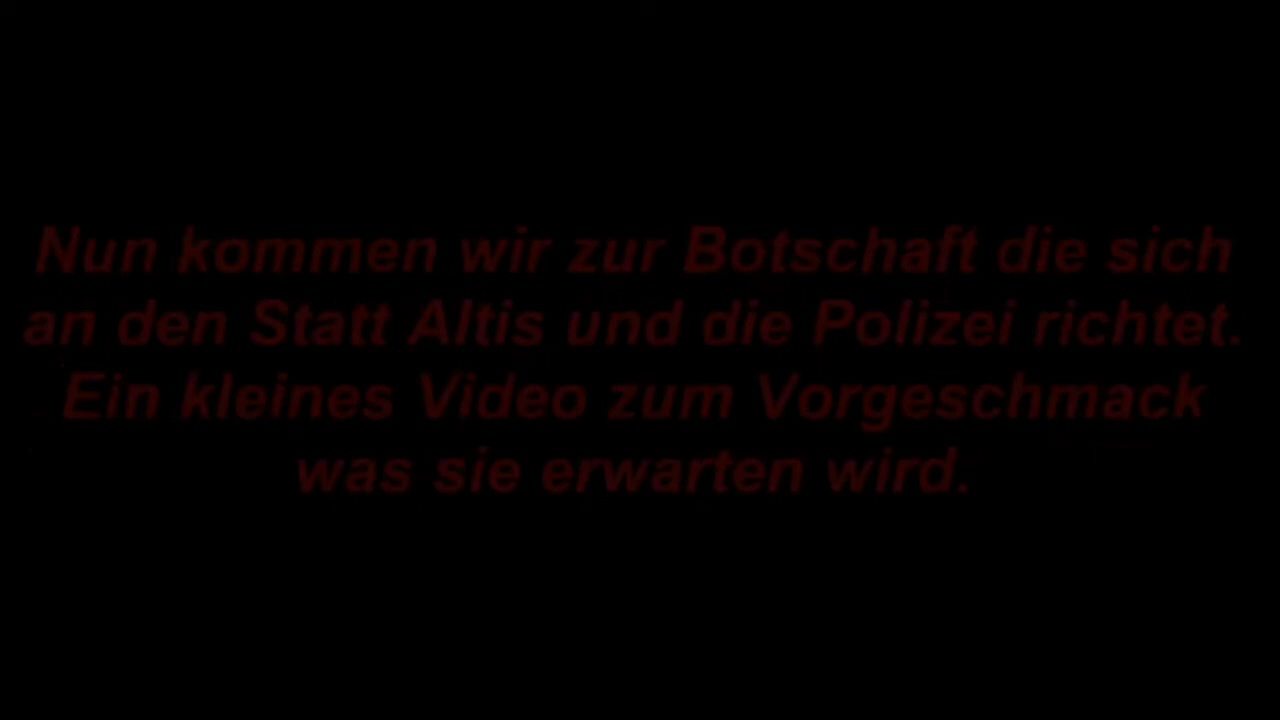 Nun kommen wir zur Botschaft die sich
an den Statt Altis und die Polizei richtet.
Ein kleines Video zum Vorgeschmack
was sie erwarten wird.